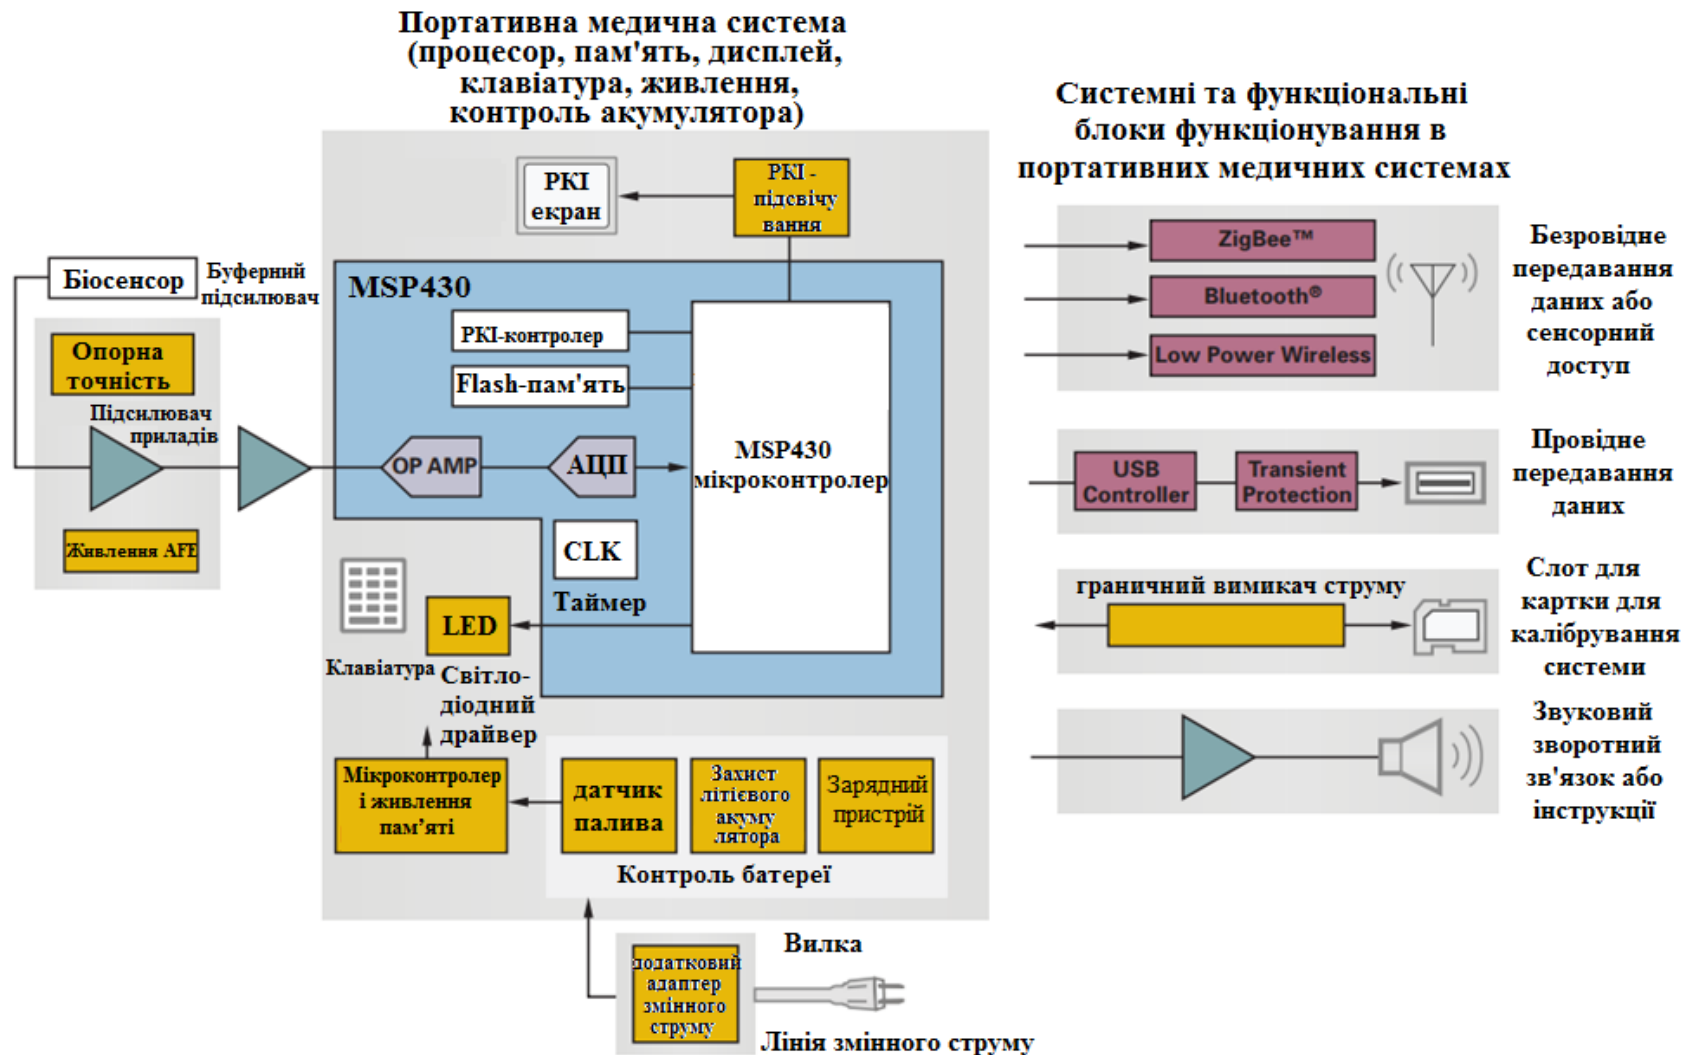 Портативна медична система
(процесор, пам'ять, дисплей,
клавіатура, живлення,
контроль акумулятора)
Системні та функціональні
блоки функціонування в
портативних медичних системах
РКІ
екран
РКІ -
підсвічу
вання
Біосенсор
Буферний
підсилювач
Опорна
точність
Підсилювач
приладів
Живлення AFE
MSP430
РКІ-контролер
Flash-пам'ять
OP AMP
АЦП
MSP430
мікроконтролер
CLK
Таймер
LED
Клавіатура
Світло-
діодний
драйвер
Мікроконтролер
і живлення
пам’яті
датчик
палива
Захист
літієвого
акуму
лятора
Зарядний
пристрій
Контроль батереї
додатковий
адаптер
змінного
струму
Вилка
Лінія змінного струму
ZigBee™
Bluetooth®
Low Power Wireless
Безровідне
передавання
даних або
сенсорний
доступ
USB
Controller
Transient
Protection
Провідне
передавання
даних
граничний вимикач струму
Слот для
картки для
калібрування
системи
Звуковий
зворотний
зв'язок або
інструкції